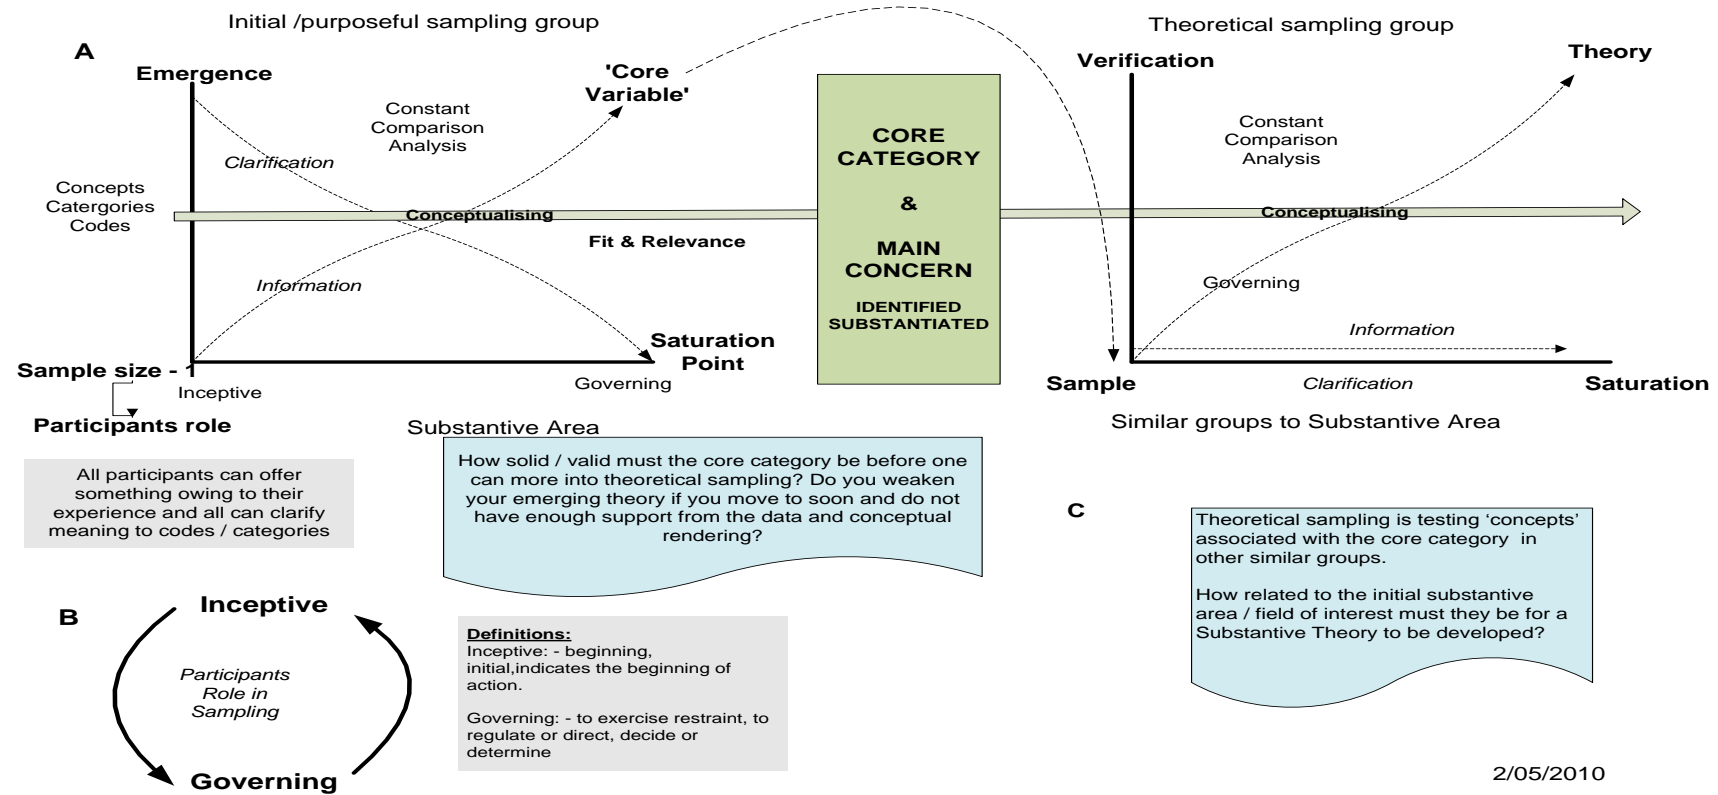 Initial /purposeful sampling group
Theoretical sampling group
A
Emergence
'Core
Variable'
Constant
Comparison
Analysis
Clarification
Concepts
Catergories
Codes
Conceptualising
Fit & Relevance
Information
Saturation
Point
Sample size - 1
Inceptive
Governing
Participants role
Substantive Area
CORE
CATEGORY
&
MAIN
CONCERN
IDENTIFIED
SUBSTANTIATED
Verification
Theory
Constant
Comparison
Analysis
Conceptualising
Governing
Information
Sample
Clarification
Saturation
Similar groups to Substantive Area
All participants can offer
something owing to their
experience and all can clarify
meaning to codes / categories
How solid / valid must the core category be before one
can more into theoretical sampling? Do you weaken
your emerging theory if you move to soon and do not
have enough support from the data and conceptual
rendering?
C
Theoretical sampling is testing ‘concepts’
associated with the core category in
other similar groups.
How related to the initial substantive
area / field of interest must they be for a
Substantive Theory to be developed?
B
Inceptive
Participants
Role in
Sampling
Governing
Definitions:
Inceptive: - beginning,
initial,indicates the beginning of
action.
Governing: - to exercise restraint, to
regulate or direct, decide or
determine
2/05/2010